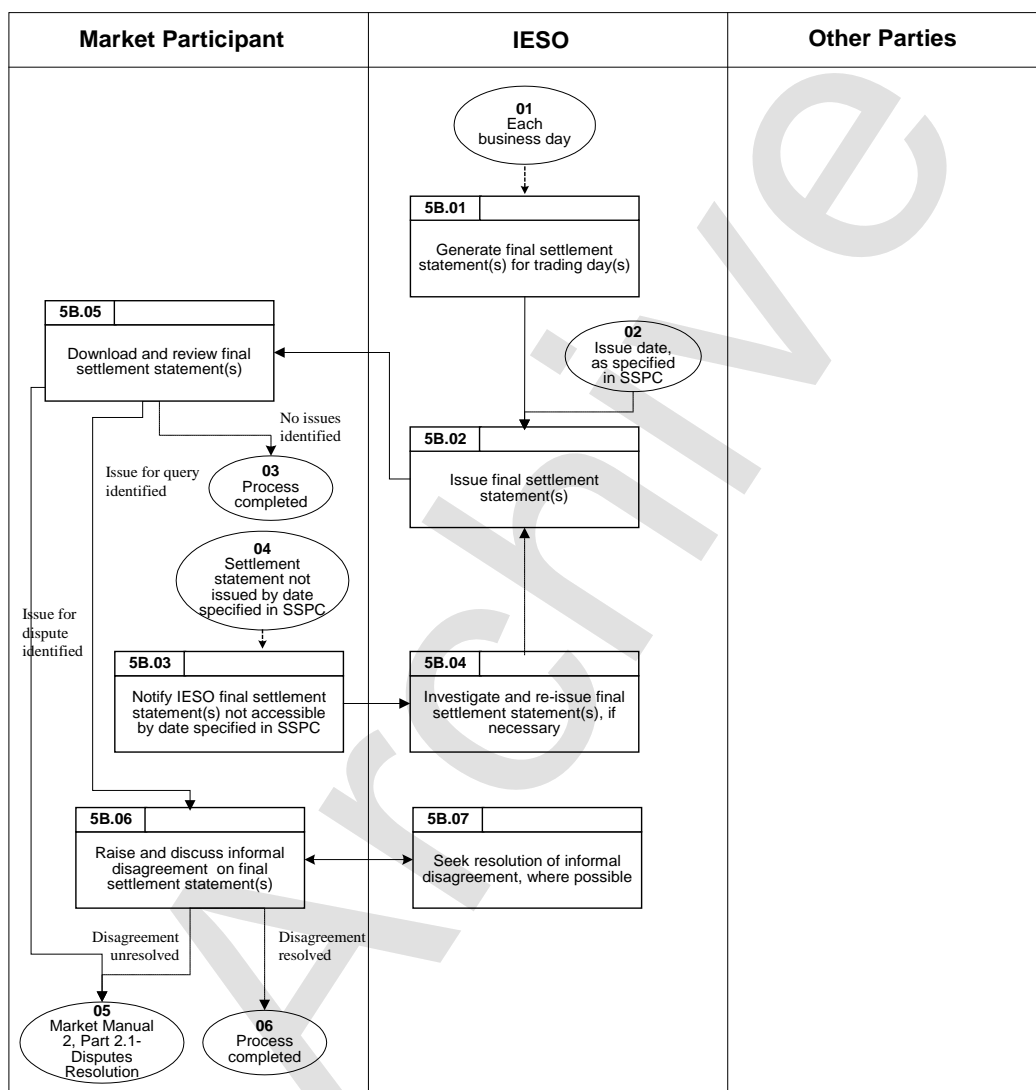 Market Participant
IESO
Other Parties
01
Each
business day
5B.01
Generate final settlement
statement(s) for trading day(s)
5B.05
Download and review final
settlement statement(s)
02
Issue date,
as specified
in SSPC
No issues
identified
5B.02
Issue final settlement
statement(s)
Issue for query
identified
03
Process
completed
04
Settlement
statement not
issued by date
specified in SSPC
Issue for
dispute
identified
5B.03
Notify IESO final settlement
statement(s) not accessible
by date specified in SSPC
5B.04
Investigate and re-issue final
settlement statement(s), if
necessary
5B.06
Raise and discuss informal
disagreement on final
settlement statement(s)
5B.07
Seek resolution of informal
disagreement, where possible
Disagreement
unresolved
Disagreement
resolved
05
Market Manual
2, Part 2.1-
Disputes
Resolution
06
Process
completed
Archive